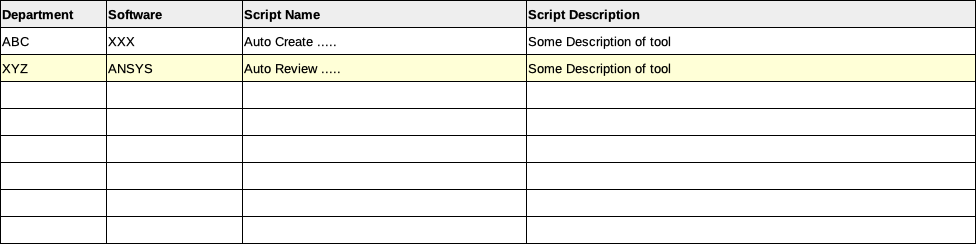 Department Software Script Name Script Description
ABC XXX Auto Create ..... Some Description of tool
XYZ ANSYS Auto Review ..... Some Description of tool